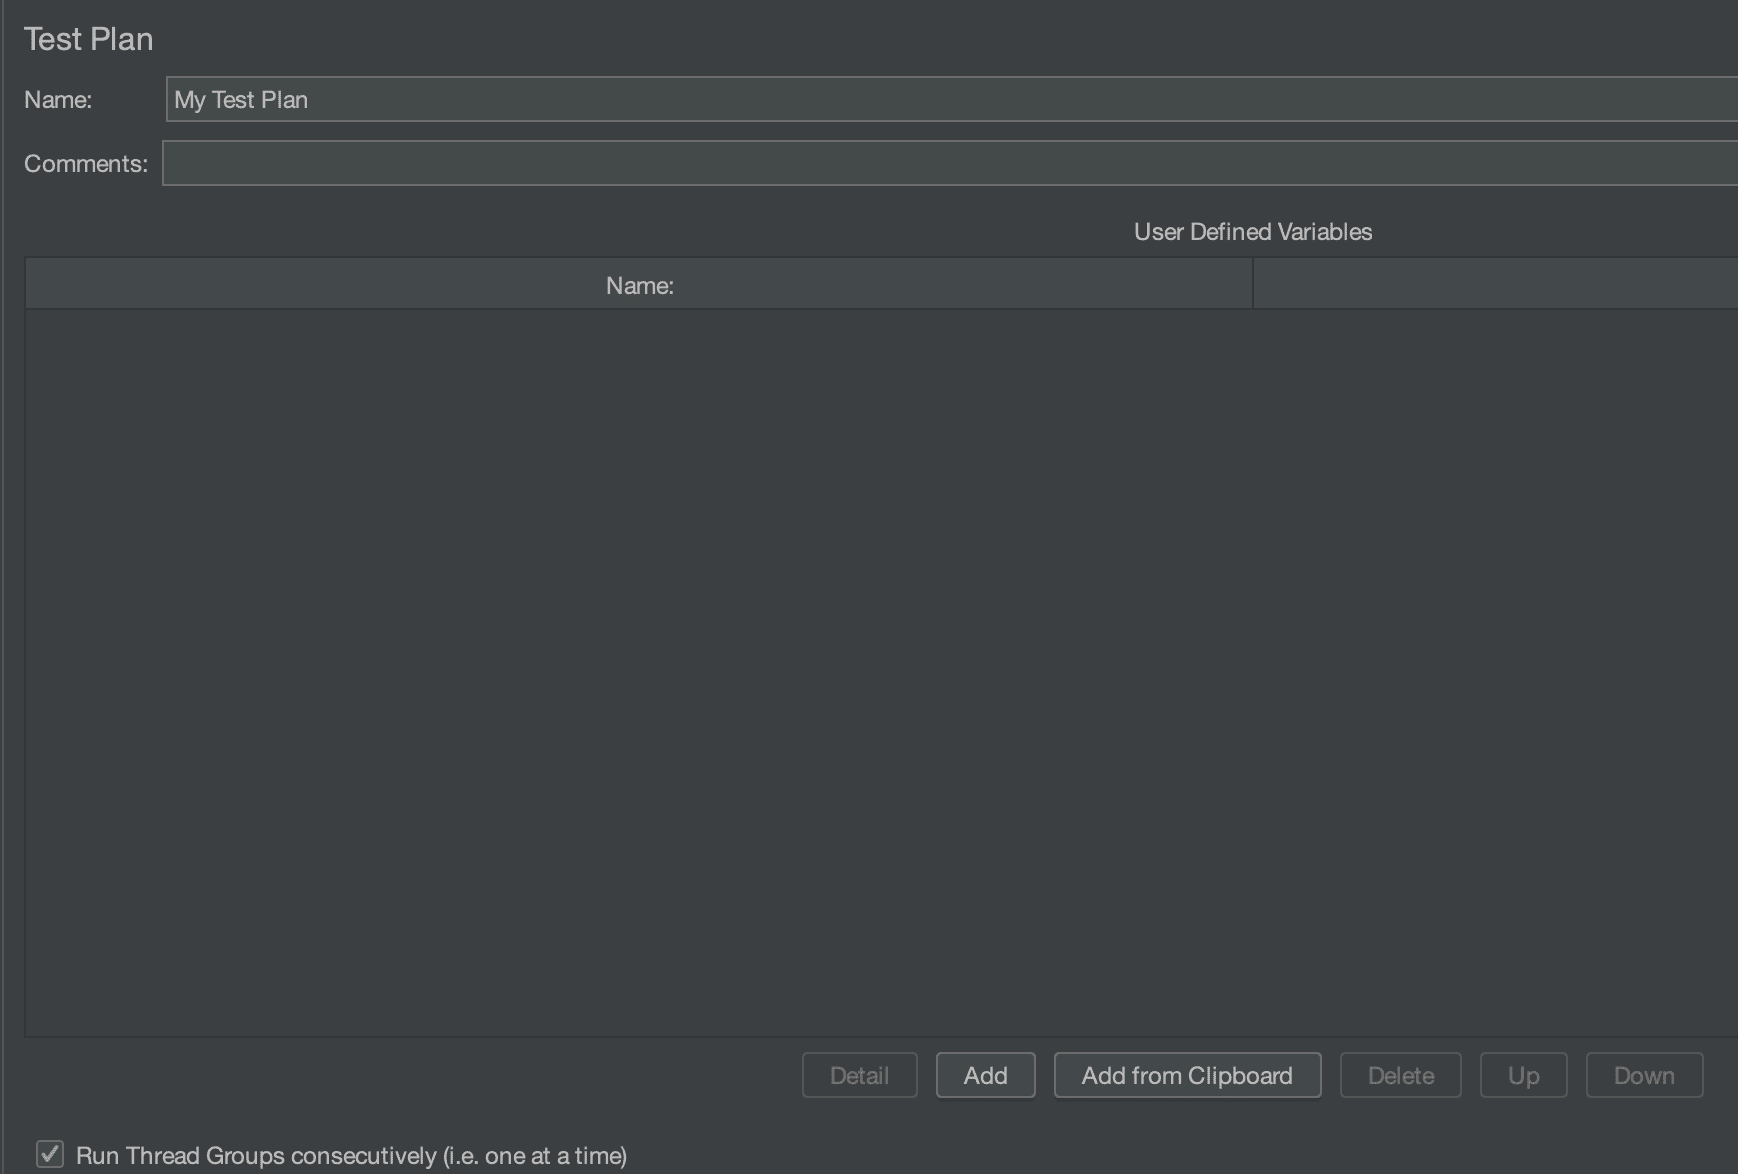 Test Plan
Name: My Test Plan
Comments:
User Defined Variables
Name:
Detail Add Add from Clipboard Delete Up Down
Run Thread Groups consecutively (i.e. one at a time)